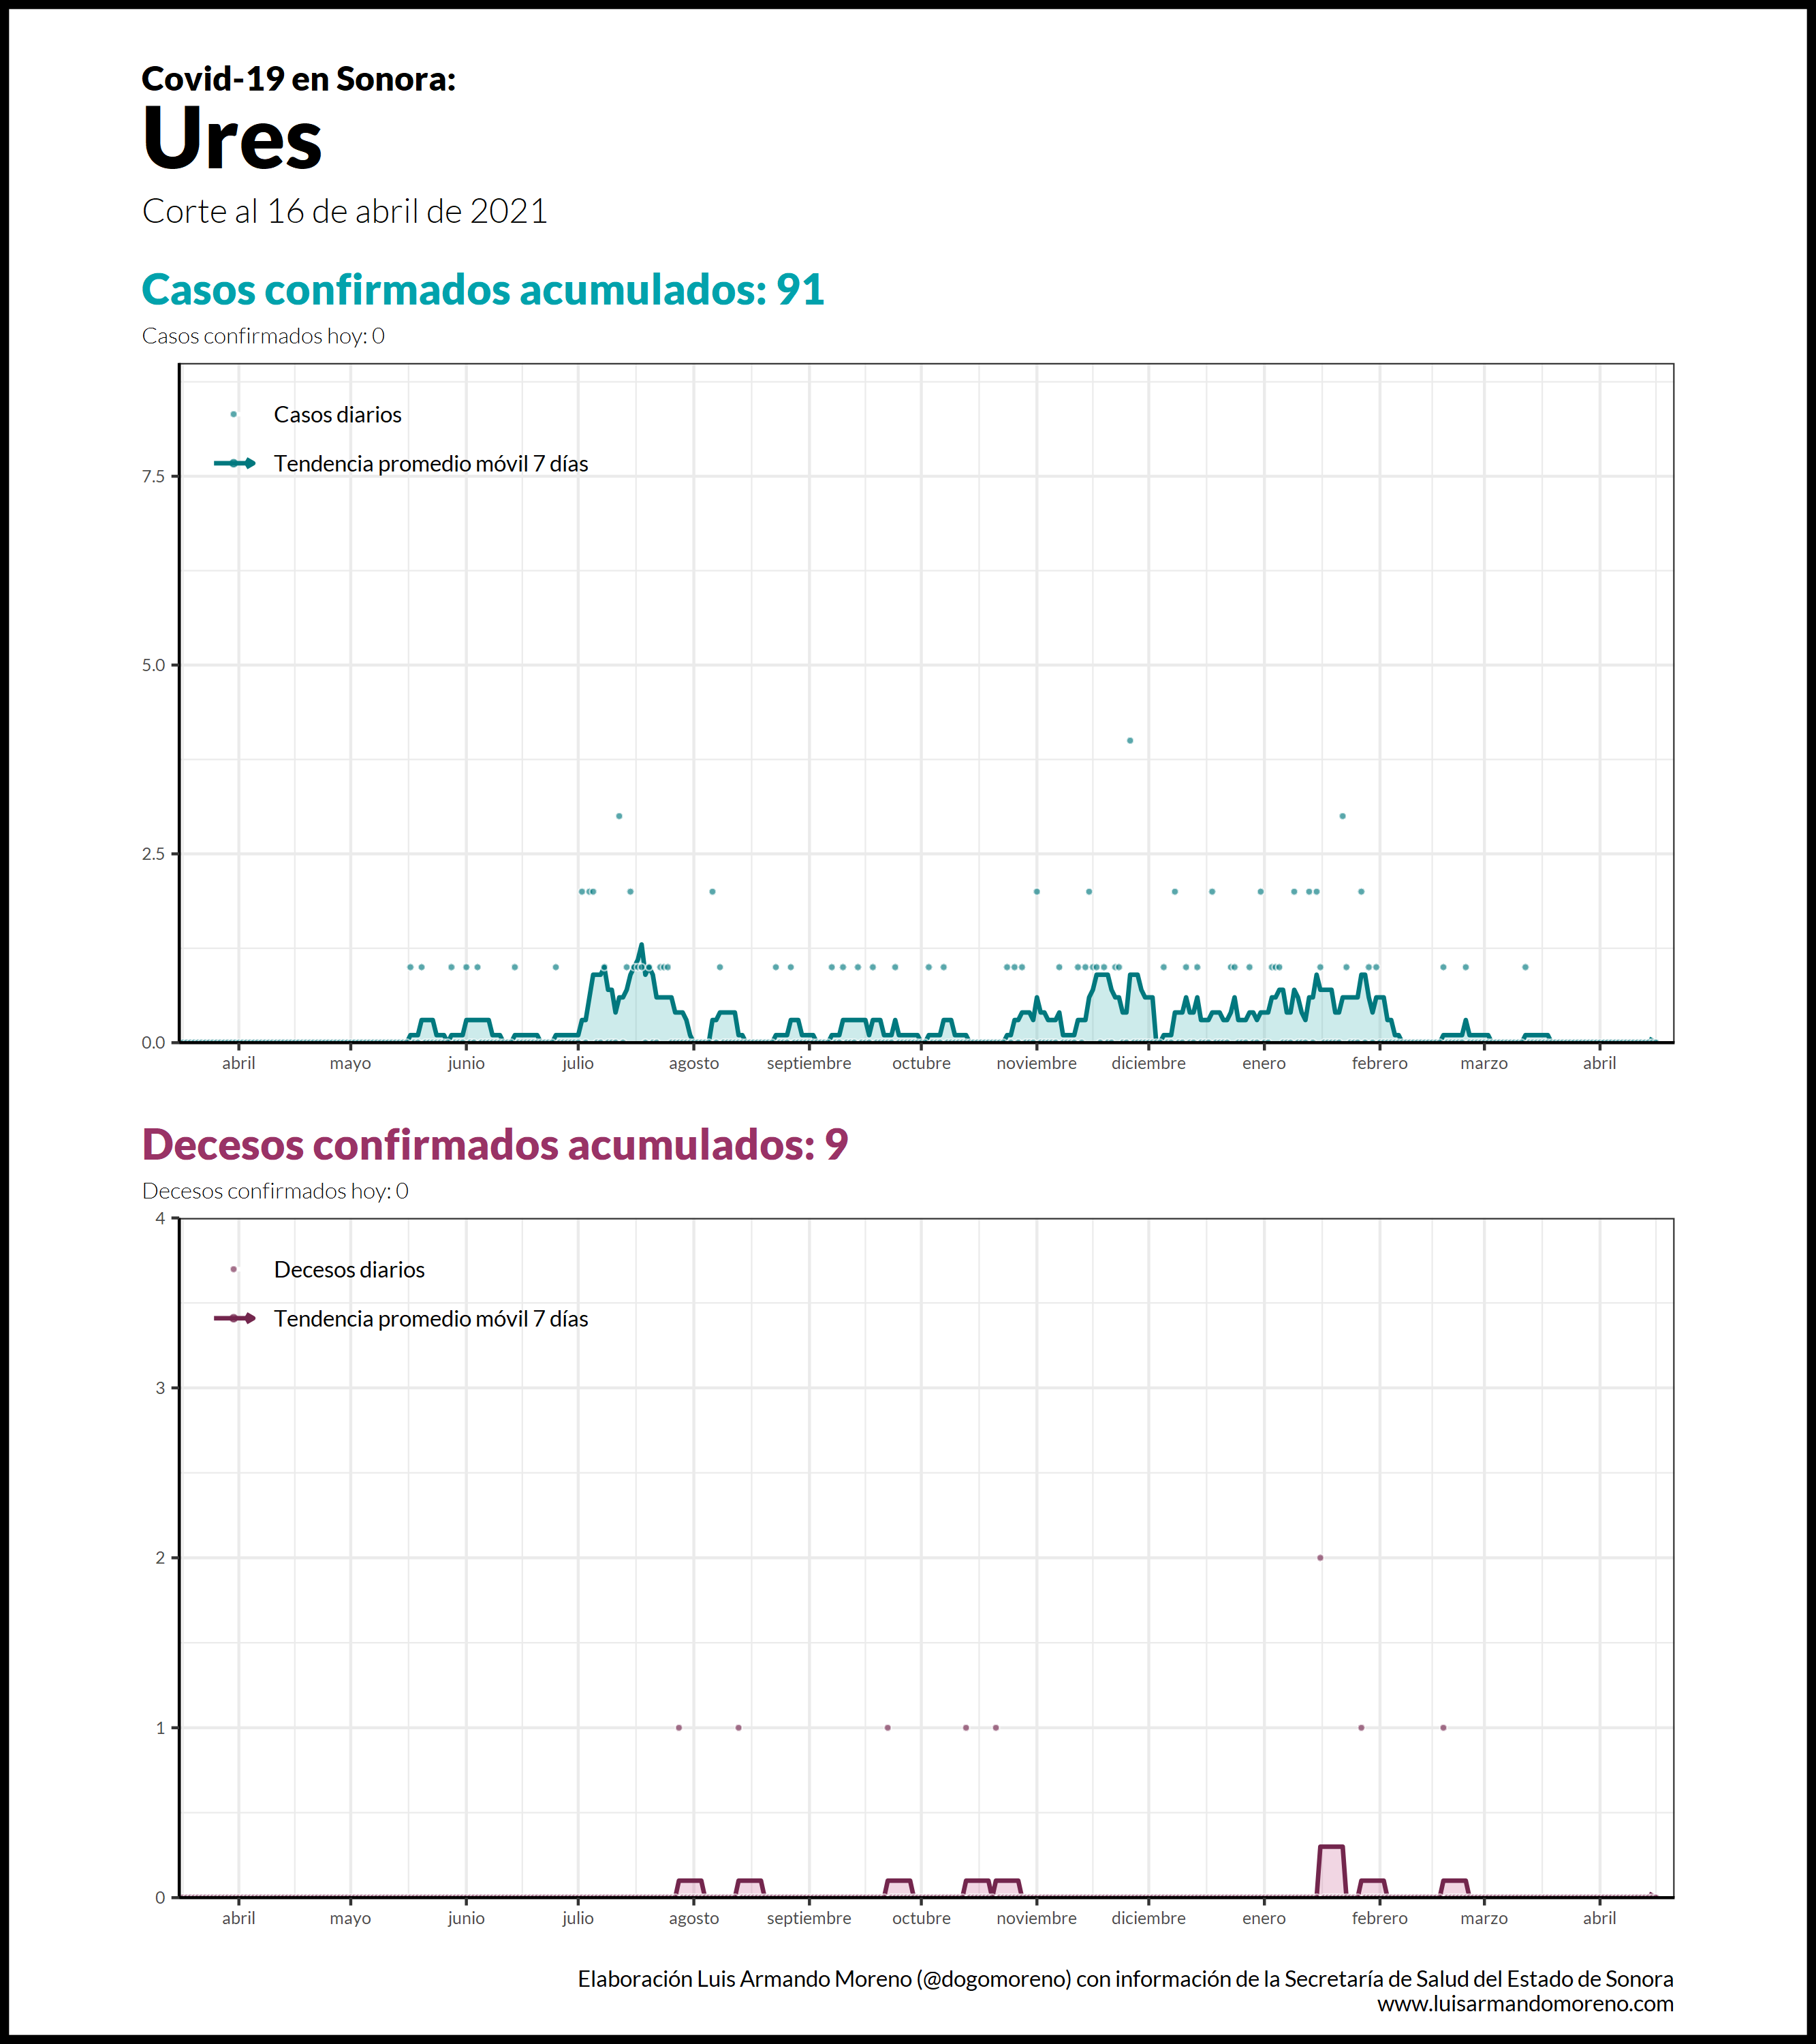 Covid-19 en Sonora:
Ures
Corte al 16 de abril de 2021
Casos confirmados acumulados: 91
Casos confirmados hoy: 0
Casos diarios
Tendencia promedio móvil 7 días
7.5
5.0
2.5
0.0
abril mayo junio julio agosto septiembre octubre noviembre diciembre enero febrero marzo abril
Decesos confirmados acumulados: 9
Decesos confirmados hoy: 0
4
Decesos diarios
Tendencia promedio móvil 7 días
3
2
1
0
abril mayo junio julio agosto septiembre octubre noviembre diciembre enero febrero marzo abril
Elaboración Luis Armando Moreno (@dogomoreno) con información de la Secretaría de Salud del Estado de Sonora
www.luisarmandomoreno.com